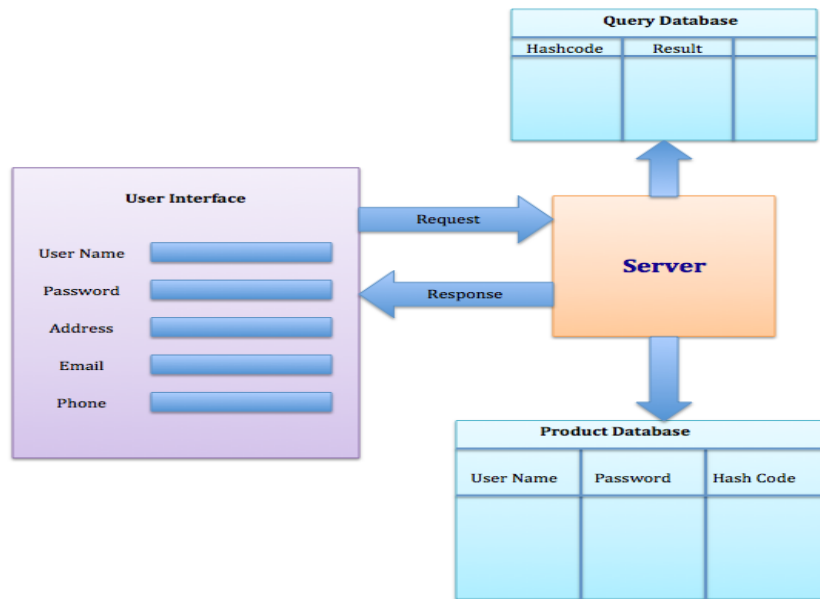 Query Database
Hashcode Result
User Interface
User Name
Password
Address
Email
Phone
Request
Response
Server
Product Database
User Name Password Hash Code